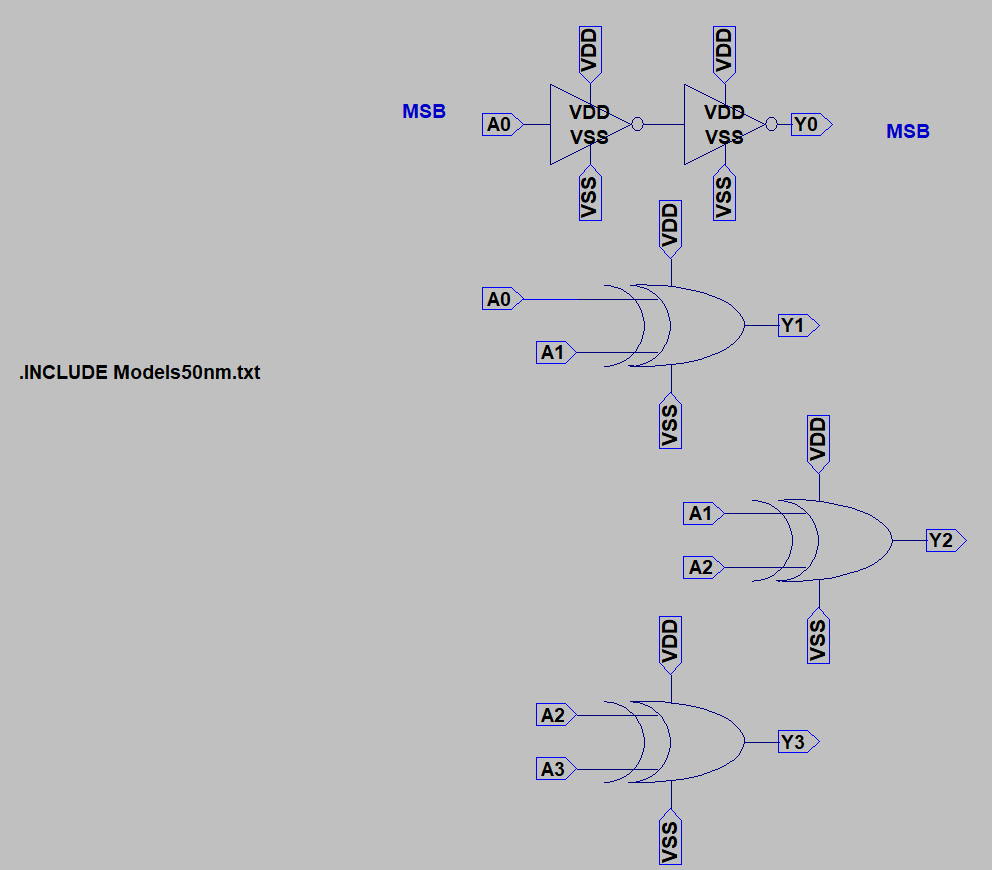 VDD VDD
MSB A0 VDD VSS VDD VSS Y0 MSB
VSS VSS
VDD
A0
A1
Y1
VSS
.INCLUDE Models50nm.txt
VDD
A1
A2
Y2
VSS
VDD
A2
A3
Y3
VSS